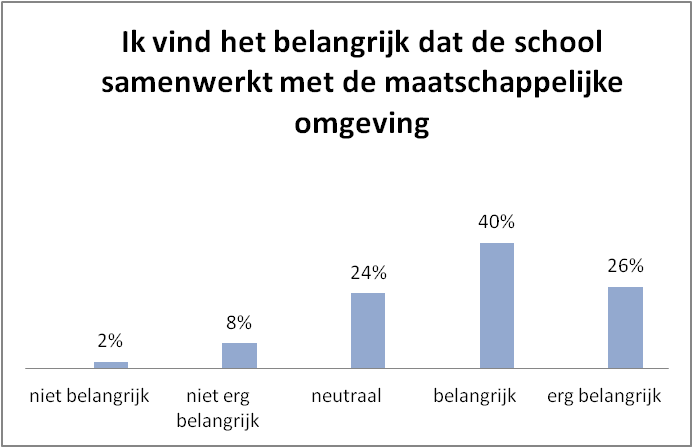 Ik vind het belangrijk dat de school
samenwerkt met de maatschappelijke
omgeving
2%
8%
24%
40%
26%
niet belangrijk
niet erg
belangrijk
neutraal
belangrijk
erg belangrijk